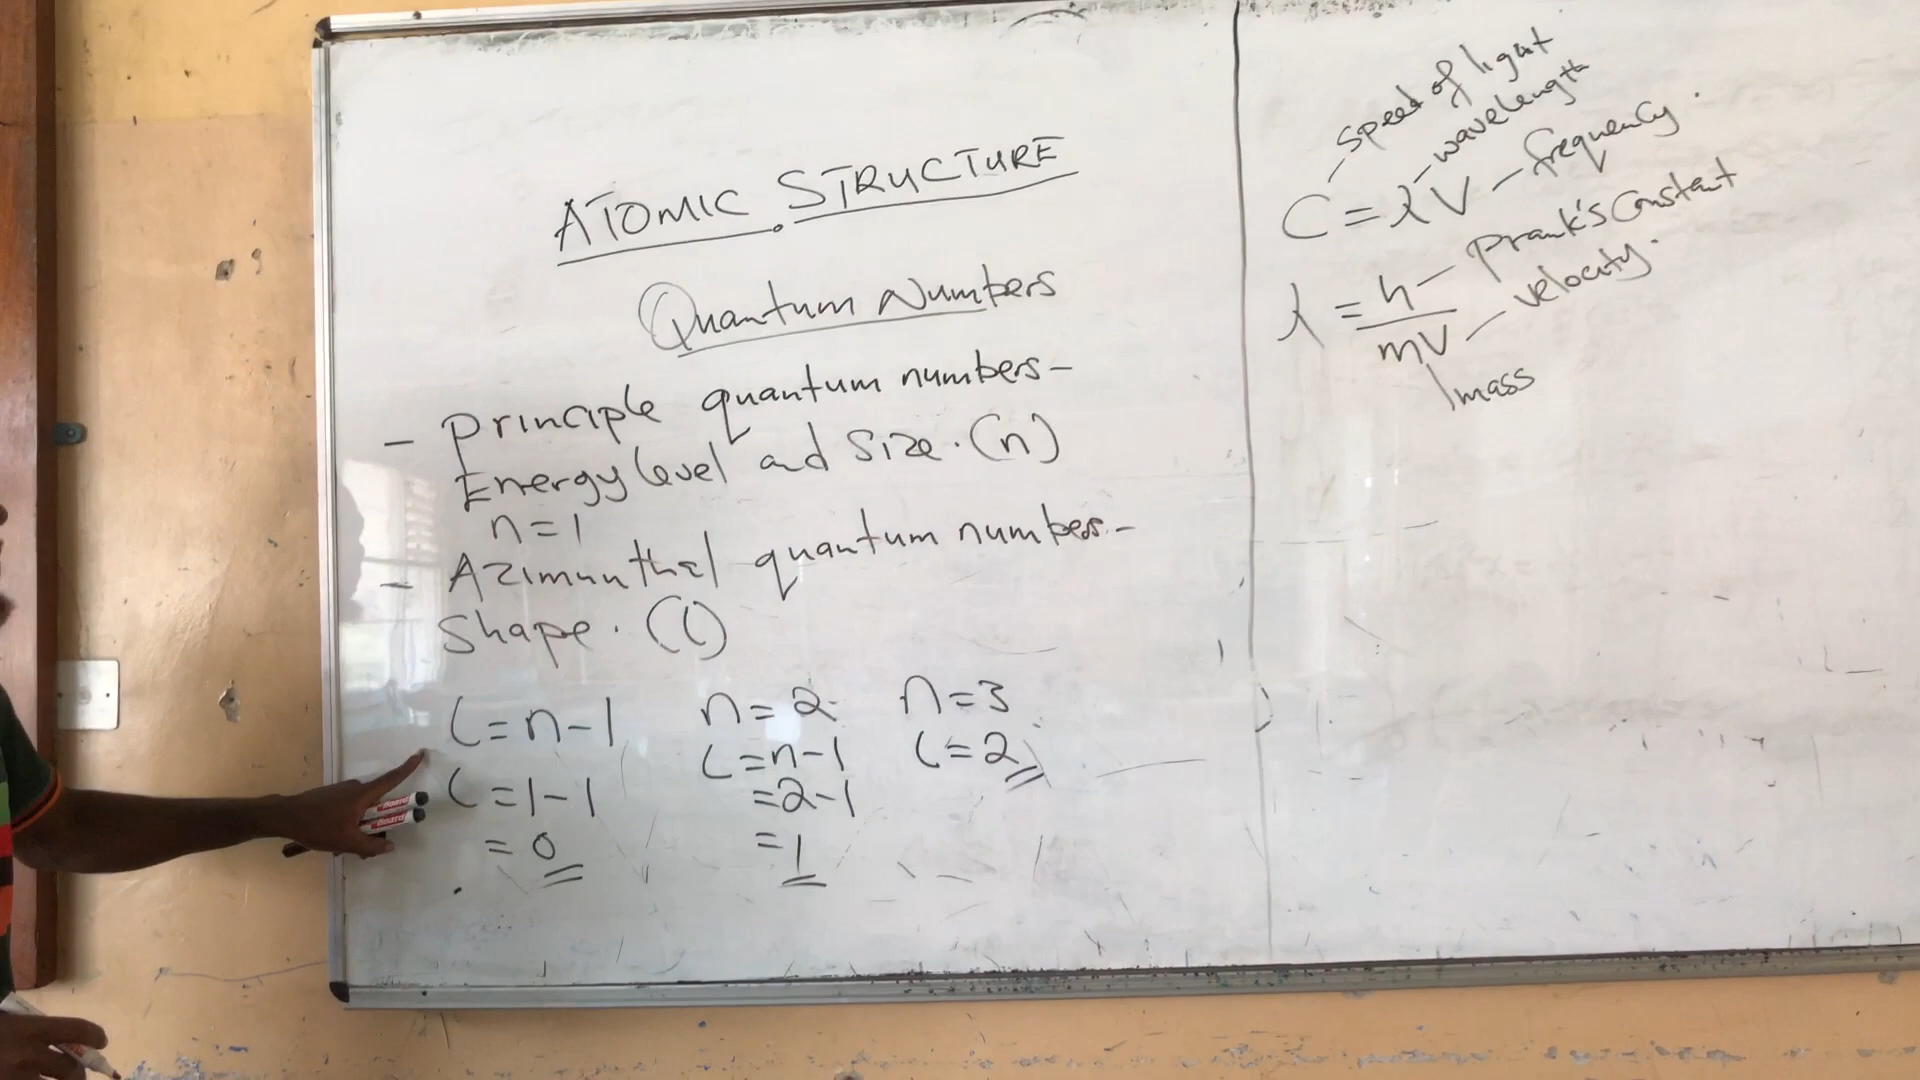 ATOMIC STRUCTURE
Quantum Numbers
- Principle quantum numbers -
Energy level and Size. (n)
n = 1
- Azimunthal quantum numbers -
Shape. (l)
l = n - 1
l = 1 - 1
= 0
n = 2
l = n - 1
= 2 - 1
= 1
n = 3
l = 2
speed of light
wavelength
C = λV - frequency.
λ = h - Prank's Constant
mV - velocity.
mass
Board
Board